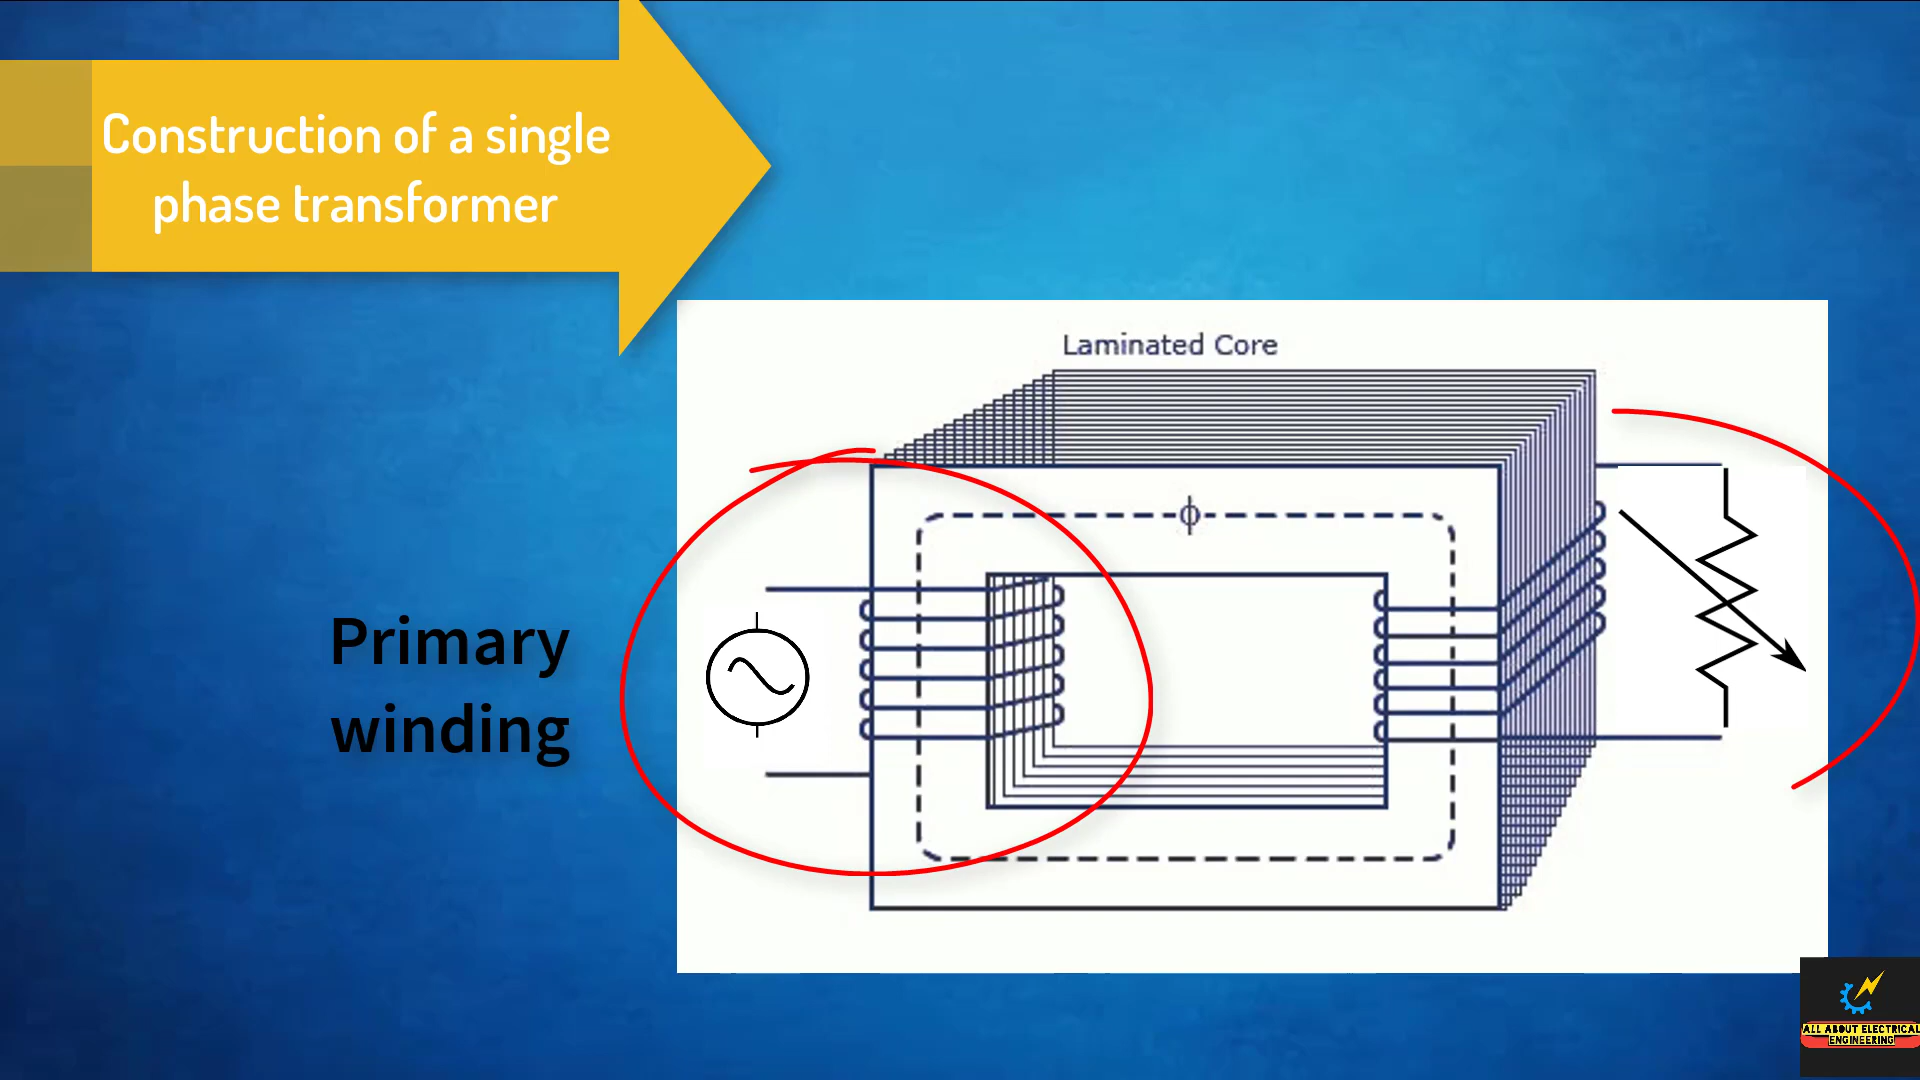 Construction of a single
phase transformer
Laminated Core
ϕ
Primary
winding
ALL ABOUT ELECTRICAL
ENGINEERING